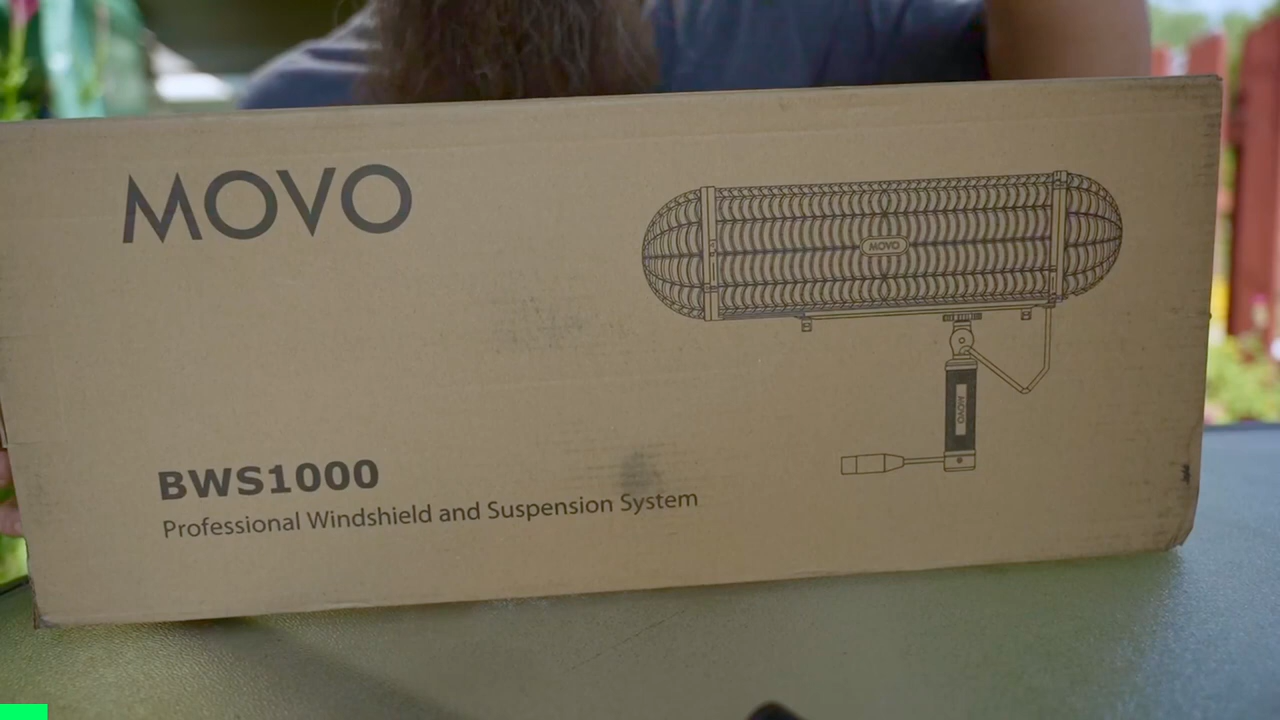 MOVO
MOVO
MOVO
BWS1000
Professional Windshield and Suspension System